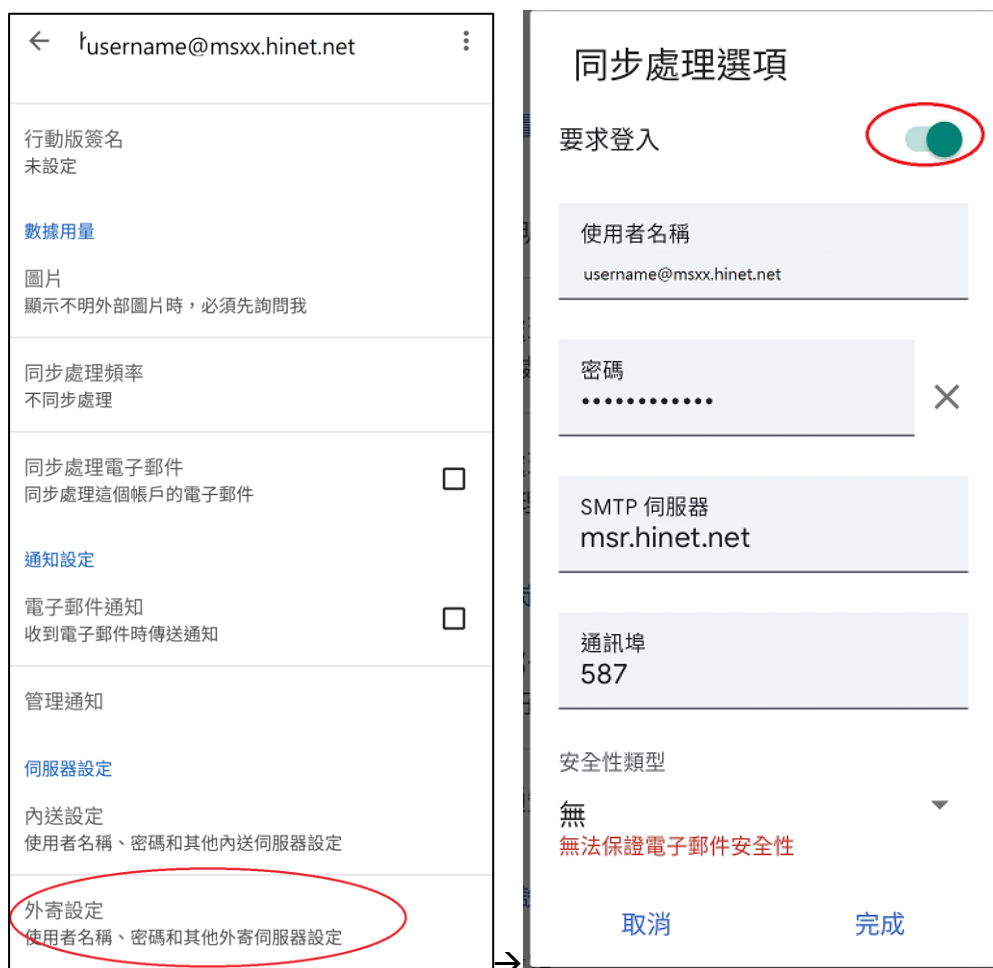 username@msxx.hinet.net
行動版簽名
未設定
數據用量
圖片
顯示不明外部圖片時，必須先詢問我
同步處理頻率
不同步處理
同步處理電子郵件
同步處理這個帳戶的電子郵件
通知設定
電子郵件通知
收到電子郵件時傳送通知
管理通知
伺服器設定
內送設定
使用者名稱、密碼和其他內送伺服器設定
外寄設定
使用者名稱、密碼和其他外寄伺服器設定
同步處理選項
要求登入
使用者名稱
username@msxx.hinet.net
密碼
••••••••••••
SMTP 伺服器
msr.hinet.net
通訊埠
587
安全性類型
無
無法保證電子郵件安全性
取消 完成